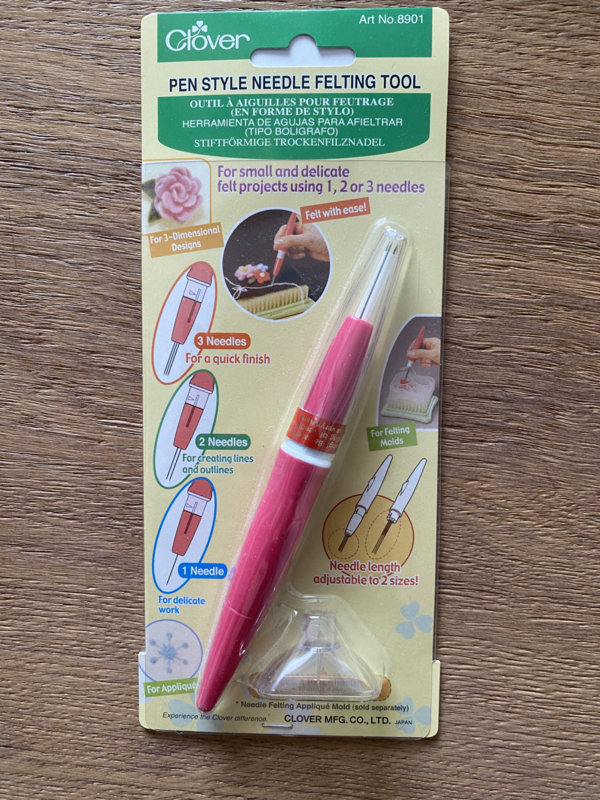 Clover
Art No.8901
PEN STYLE NEEDLE FELTING TOOL
OUTIL À AIGUILLES POUR FEUTRAGE
(EN FORME DE STYLO)
HERRAMIENTA DE AGUJAS PARA AFIELTRAR
(TIPO BOLIGRAFO)
STIFTFÖRMIGE TROCKENFILZNADEL
For small and delicate
felt projects using 1, 2 or 3 needles
Felt with ease!
For 3-Dimensional
Designs
3 Needles
For a quick finish
2 Needles
For creating lines
and outlines
For Felting
Molds
1 Needle
For delicate
work
Needle length
adjustable to 2 sizes!
For Appliqué
* Needle Felting Appliqué Mold (sold separately)
Experience the Clover difference.
CLOVER MFG. CO., LTD. JAPAN